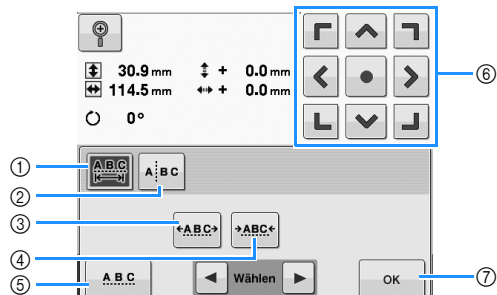 30.9 mm + 0.0 mm
114.5 mm + 0.0 mm
0°
⑥
① ABC A BC
②
③ ABC ABC
④
⑤ A B C Wählen OK ⑦